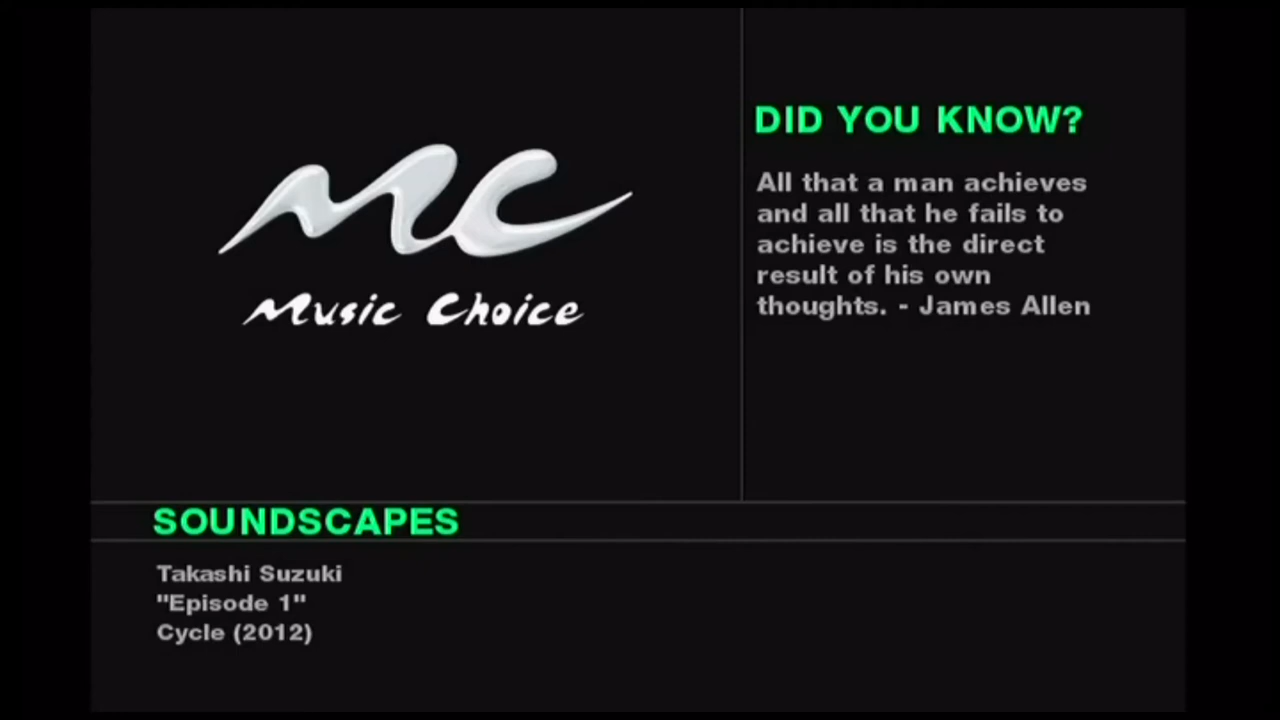 MC
Music Choice
DID YOU KNOW?
All that a man achieves
and all that he fails to
achieve is the direct
result of his own
thoughts. - James Allen
SOUNDSCAPES
Takashi Suzuki
"Episode 1"
Cycle (2012)